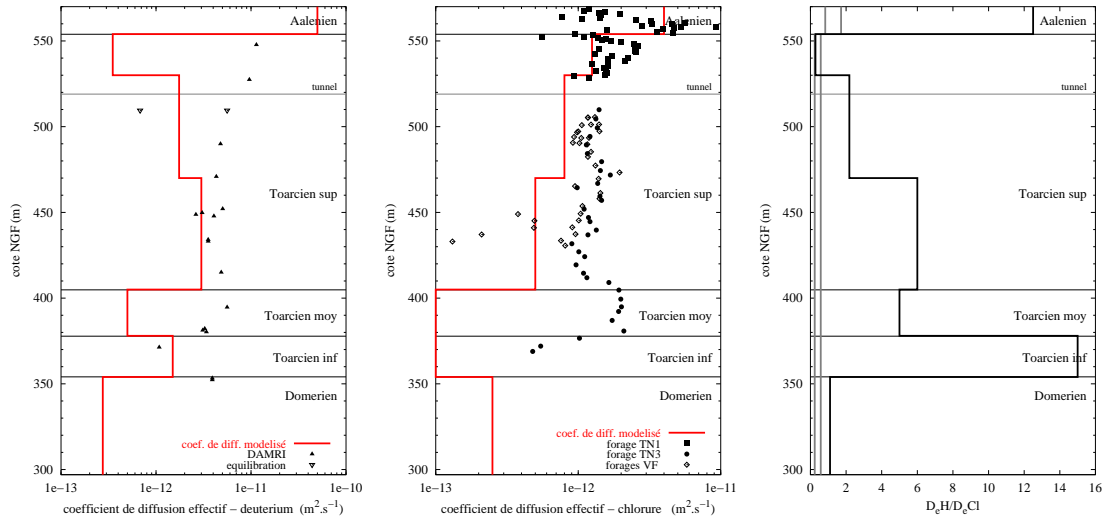 550
500
450
400
350
300
cote NGF (m)
Aalenien
tunnel
Toarcien sup
Toarcien moy
Toarcien inf
Domerien
coef. de diff. modelisé
DAMRI
equilibration
1e-13 1e-12 1e-11 1e-10
coefficient de diffusion effectif – deuterium (m².s⁻¹)
550
500
450
400
350
300
cote NGF (m)
Aalenien
tunnel
Toarcien sup
Toarcien moy
Toarcien inf
Domerien
coef. de diff. modelisé
forage TN1
forage TN3
forages VF
1e-13 1e-12 1e-11
coefficient de diffusion effectif – chlorure (m².s⁻¹)
550
500
450
400
350
300
cote NGF (m)
Aalenien
tunnel
Toarcien sup
Toarcien moy
Toarcien inf
Domerien
0 2 4 6 8 10 12 14 16
DₑH/DₑCl